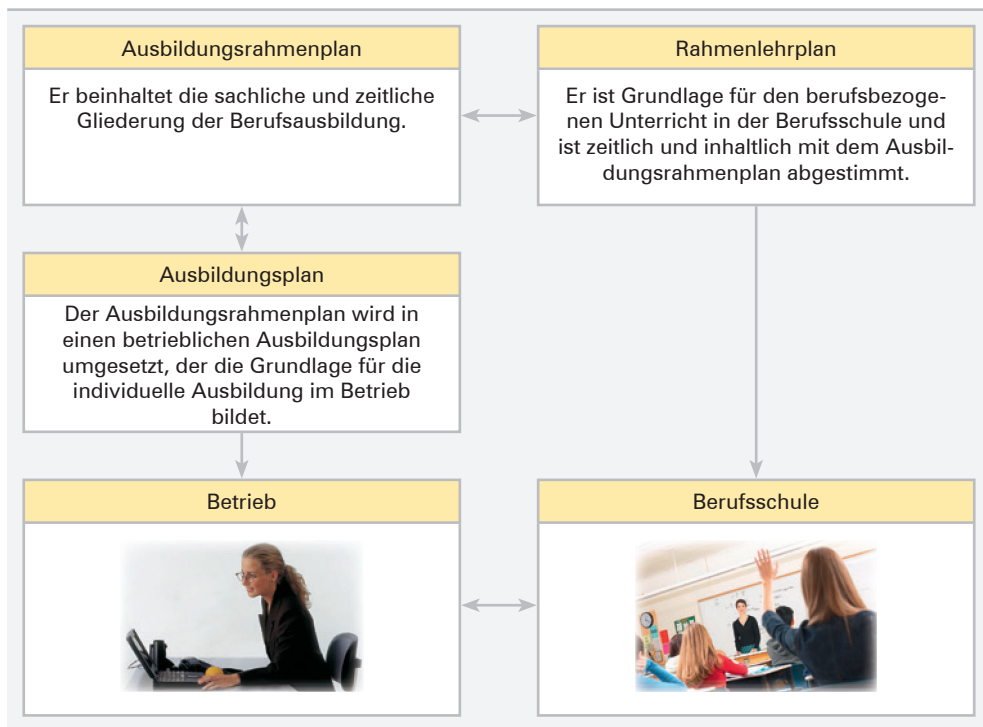 Ausbildungsrahmenplan
Er beinhaltet die sachliche und zeitliche
Gliederung der Berufsausbildung.
Rahmenlehrplan
Er ist Grundlage für den berufsbezoge-
nen Unterricht in der Berufsschule und
ist zeitlich und inhaltlich mit dem Ausbil-
dungsrahmenplan abgestimmt.
Ausbildungsplan
Der Ausbildungsrahmenplan wird in
einen betrieblichen Ausbildungsplan
umgesetzt, der die Grundlage für die
individuelle Ausbildung im Betrieb
bildet.
Betrieb
Berufsschule